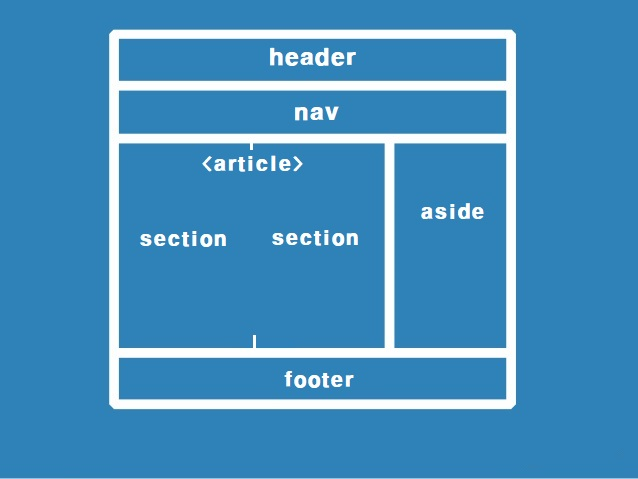 header
nav
<article>
section section
aside
footer